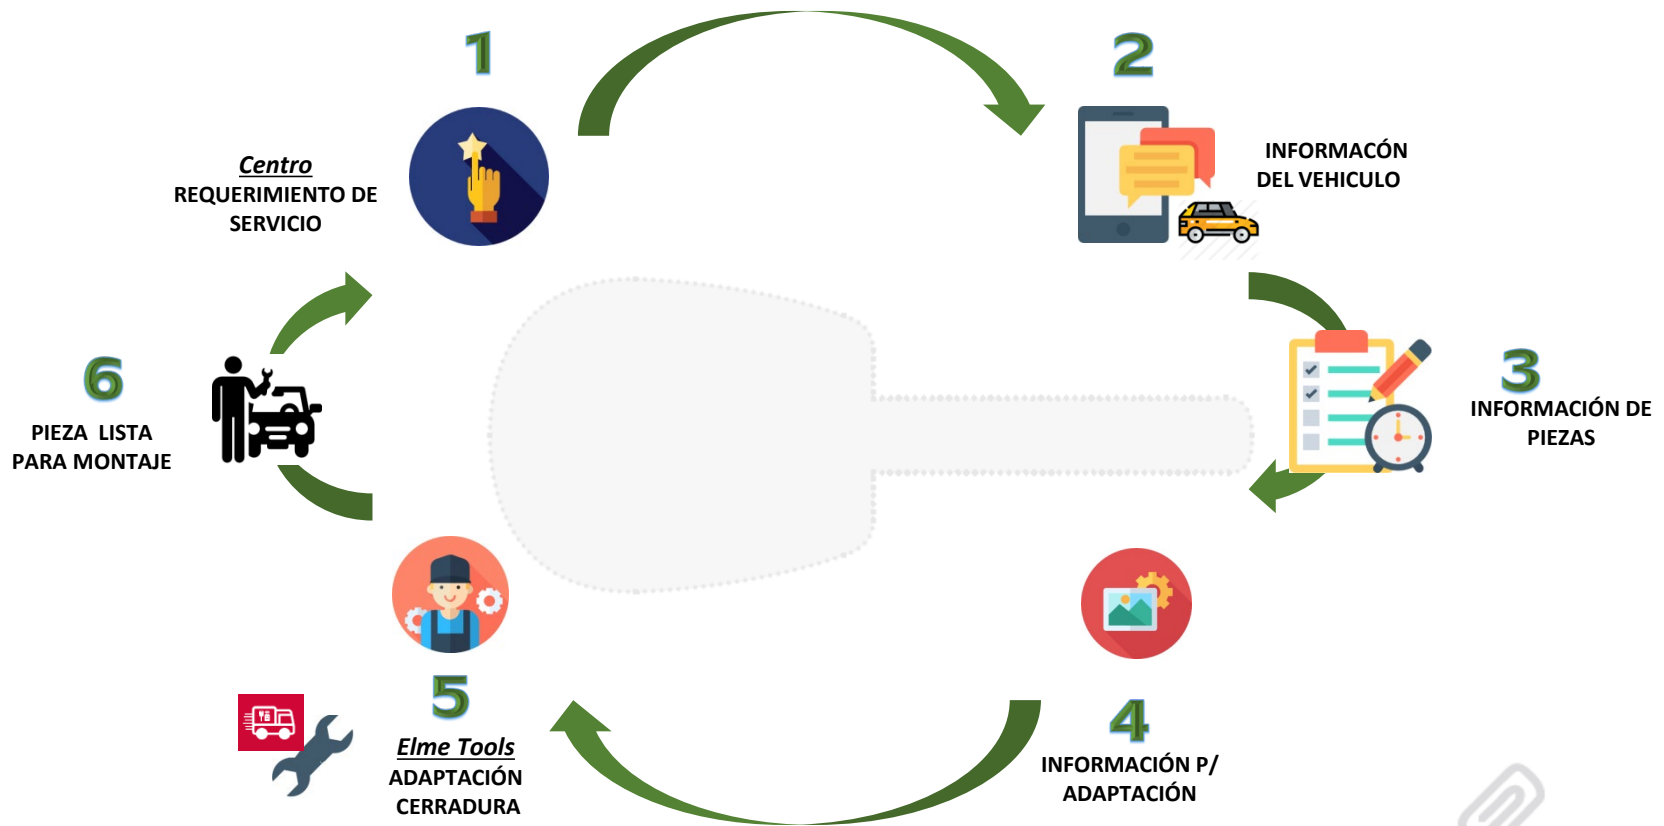 1
Centro
REQUERIMIENTO DE
SERVICIO
2
INFORMACÓN
DEL VEHICULO
3
INFORMACIÓN DE
PIEZAS
4
INFORMACIÓN P/
ADAPTACIÓN
5
Elme Tools
ADAPTACIÓN
CERRADURA
6
PIEZA LISTA
PARA MONTAJE